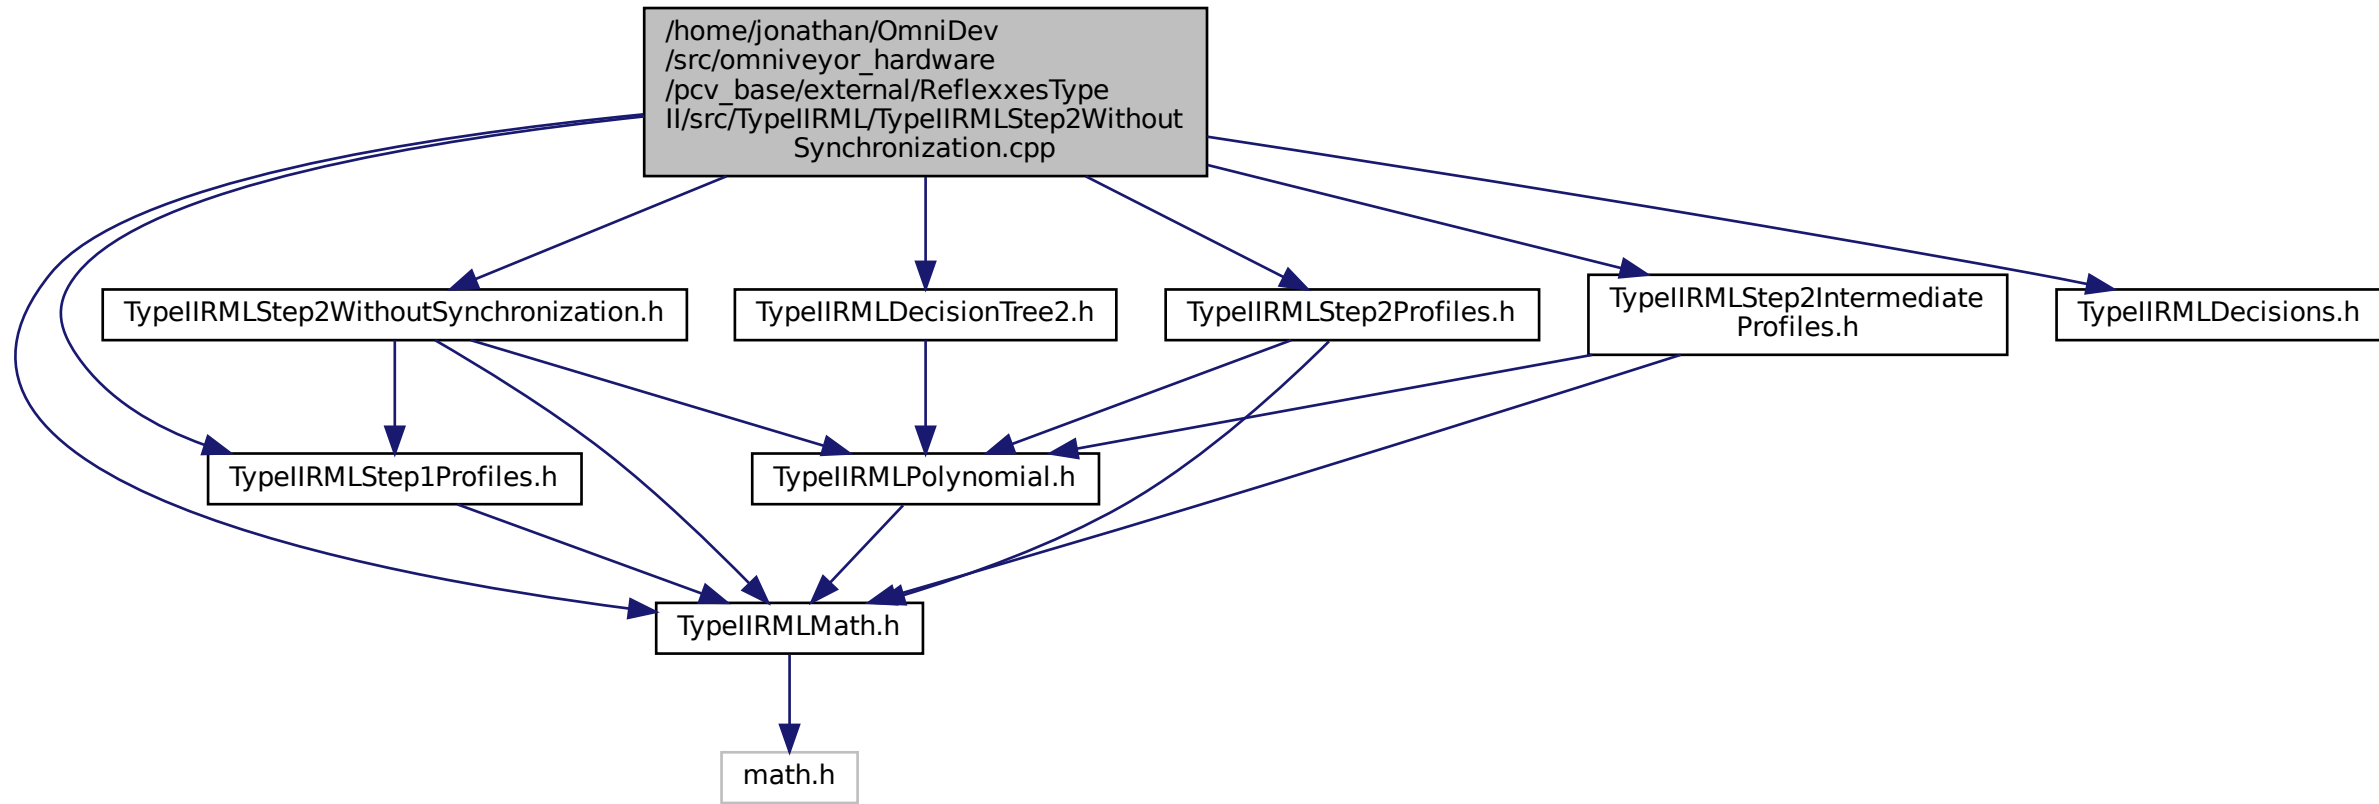 /home/jonathan/OmniDev
/src/omniveyor_hardware
/pcv_base/external/ReflexxesType
II/src/TypeIIRML/TypeIIRMLStep2Without
Synchronization.cpp
TypeIIRMLStep2WithoutSynchronization.h
TypeIIRMLDecisionTree2.h
TypeIIRMLStep2Profiles.h
TypeIIRMLStep2Intermediate
Profiles.h
TypeIIRMLDecisions.h
TypeIIRMLStep1Profiles.h
TypeIIRMLPolynomial.h
TypeIIRMLMath.h
math.h